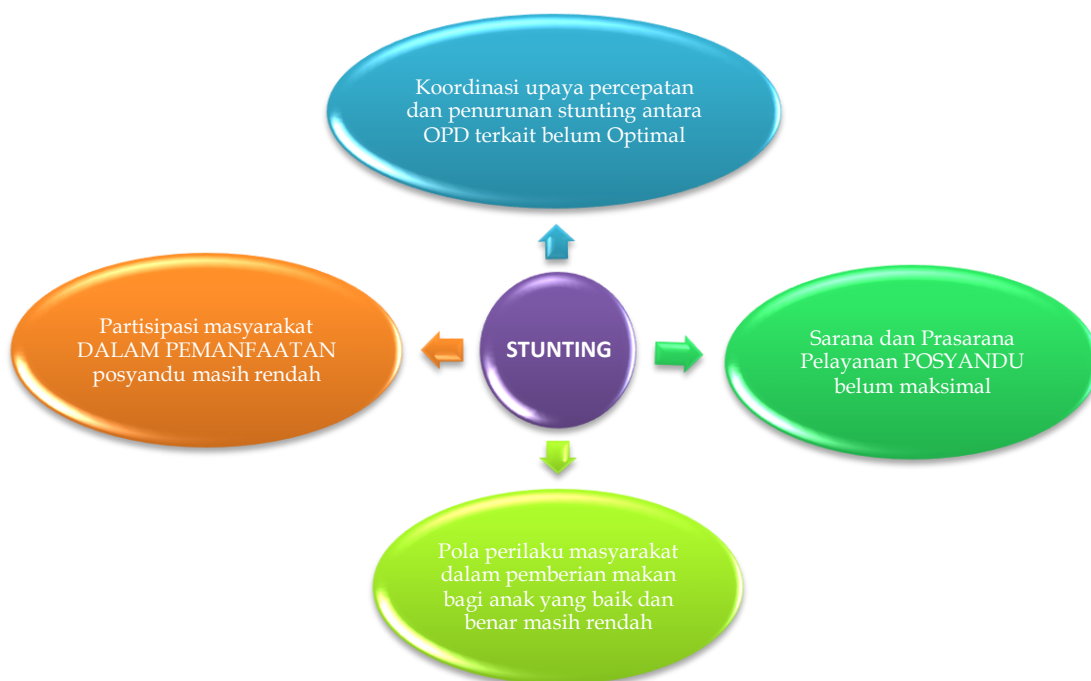 Koordinasi upaya percepatan
dan penurunan stunting antara
OPD terkait belum Optimal
Partisipasi masyarakat
DALAM PEMANFAATAN
posyandu masih rendah
STUNTING
Sarana dan Prasarana
Pelayanan POSYANDU
belum maksimal
Pola perilaku masyarakat
dalam pemberian makan
bagi anak yang baik dan
benar masih rendah